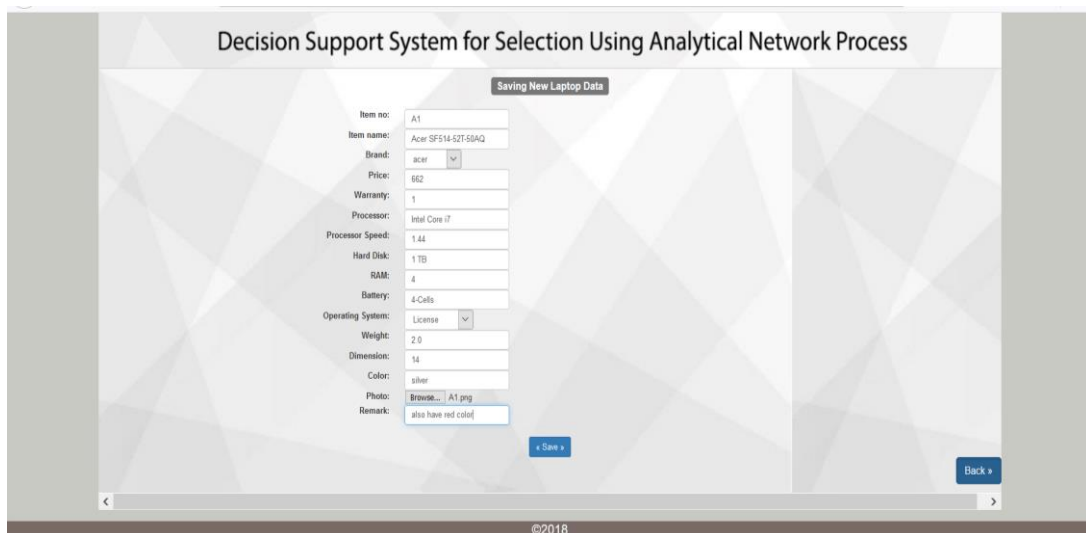 Decision Support System for Selection Using Analytical Network Process
Saving New Laptop Data
Item no: A1
Item name: Acer SF514-52T-50AQ
Brand: acer
Price: 662
Warranty: 1
Processor: Intel Core i7
Processor Speed: 1.44
Hard Disk: 1 TB
RAM: 4
Battery: 4-Cells
Operating System: License
Weight: 2.0
Dimension: 14
Color: silver
Photo: Browse... A1.png
Remark: also have red color
« Save »
Back »
©2018